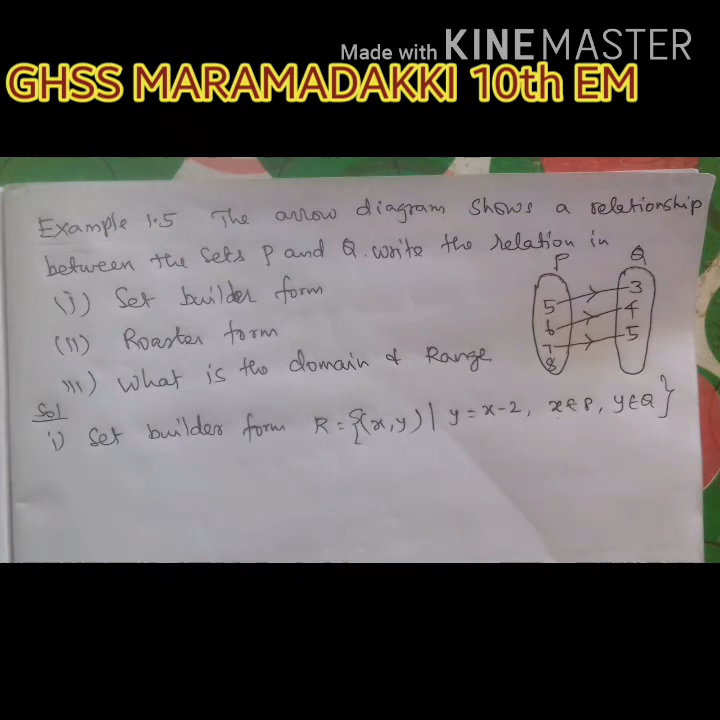 Made with KINEMASTER
GHSS MARAMADAKKI 10th EM
Example 1.5 The arrow diagram shows a relationship
between the sets P and Q. write the relation in
(i) Set builder form
(ii) Roaster form
iii) what is the domain & Range
P Q
5 3
6 4
7 5
8
Sol
i) Set builder form R = {(x,y) | y = x-2, x ∈ P, y ∈ Q}